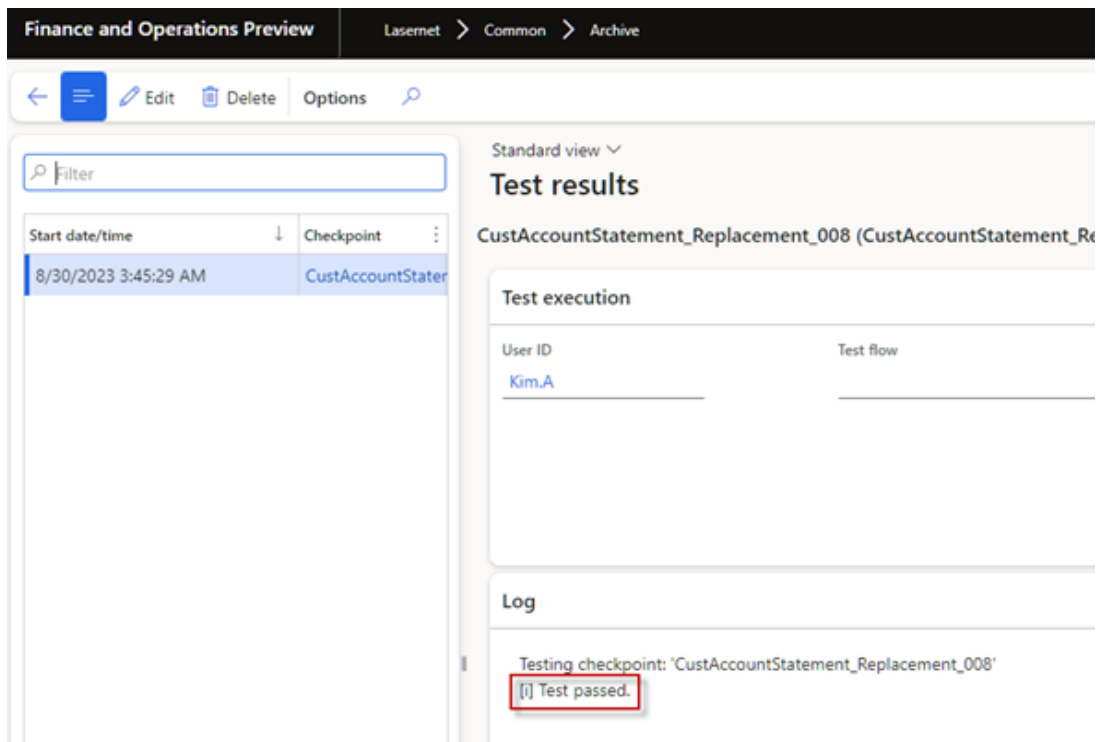 Finance and Operations Preview
Lasernet > Common > Archive
Edit Delete Options
Filter
Start date/time ↓ Checkpoint
8/30/2023 3:45:29 AM CustAccountStater
Standard view
Test results
CustAccountStatement_Replacement_008 (CustAccountStatement_Re
Test execution
User ID Test flow
Kim.A
Log
Testing checkpoint: 'CustAccountStatement_Replacement_008'
[i] Test passed.